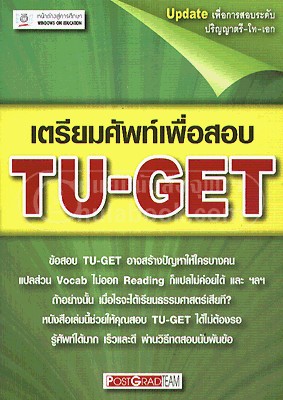 หน้าต่างสู่การศึกษา
WINDOWS ON EDUCATION
Update เพื่อการสอบระดับ
ปริญญาตรี-โท-เอก
เตรียมศัพท์เพื่อสอบ
TU-GET
ข้อสอบ TU-GET อาจสร้างปัญหาให้ใครบางคน
แปลส่วน Vocab ไม่ออก Reading ก็แปลไม่ค่อยได้ และ ฯลฯ
ถ้าอย่างนั้น เมื่อไรจะได้เรียนธรรมศาสตร์เสียที?
หนังสือเล่มนี้ช่วยให้คุณสอบ TU-GET ได้ไม่ต้องรอ
รู้ศัพท์ได้มาก เร็วและดี ผ่านวิธีทดสอบนับพันข้อ
POSTGRADTEAM